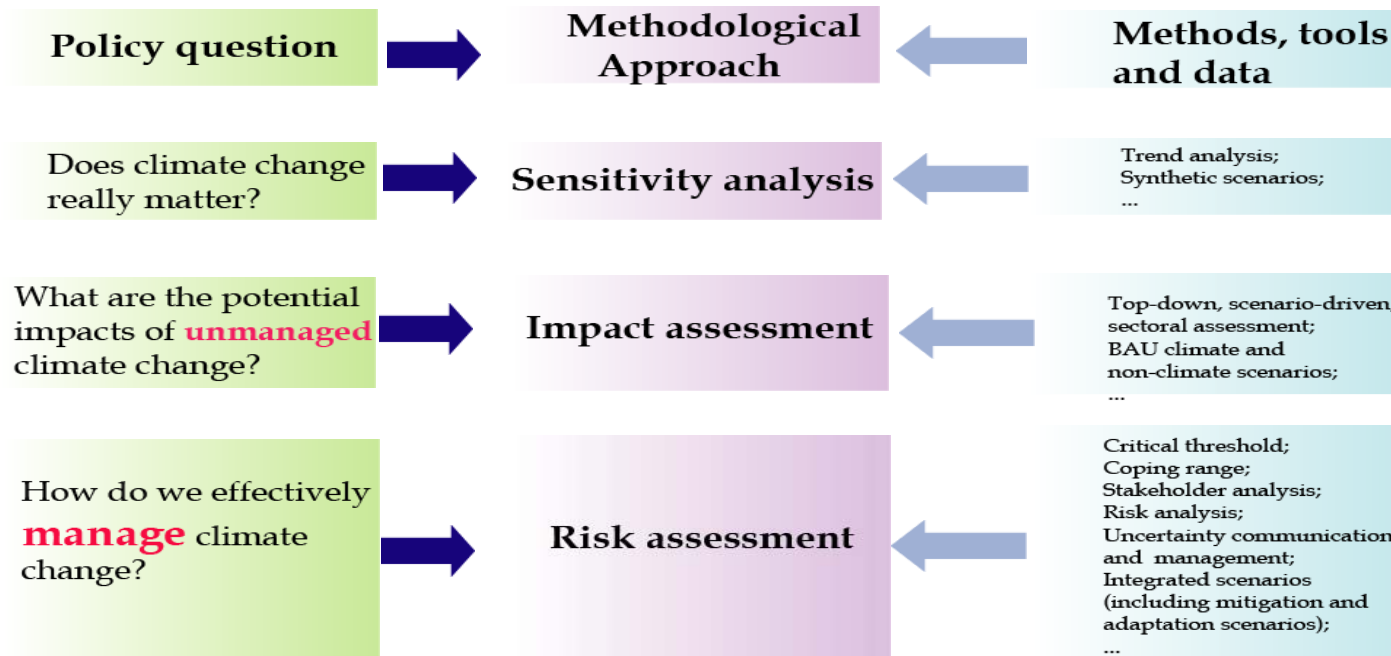 Policy question
Methodological
Approach
Methods, tools
and data
Does climate change
really matter?
Sensitivity analysis
Trend analysis;
Synthetic scenarios;
...
What are the potential
impacts of unmanaged
climate change?
Impact assessment
Top-down, scenario-driven,
sectoral assessment;
BAU climate and
non-climate scenarios;
...
How do we effectively
manage climate
change?
Risk assessment
Critical threshold;
Coping range;
Stakeholder analysis;
Risk analysis;
Uncertainty communication
and management;
Integrated scenarios
(including mitigation and
adaptation scenarios);
...